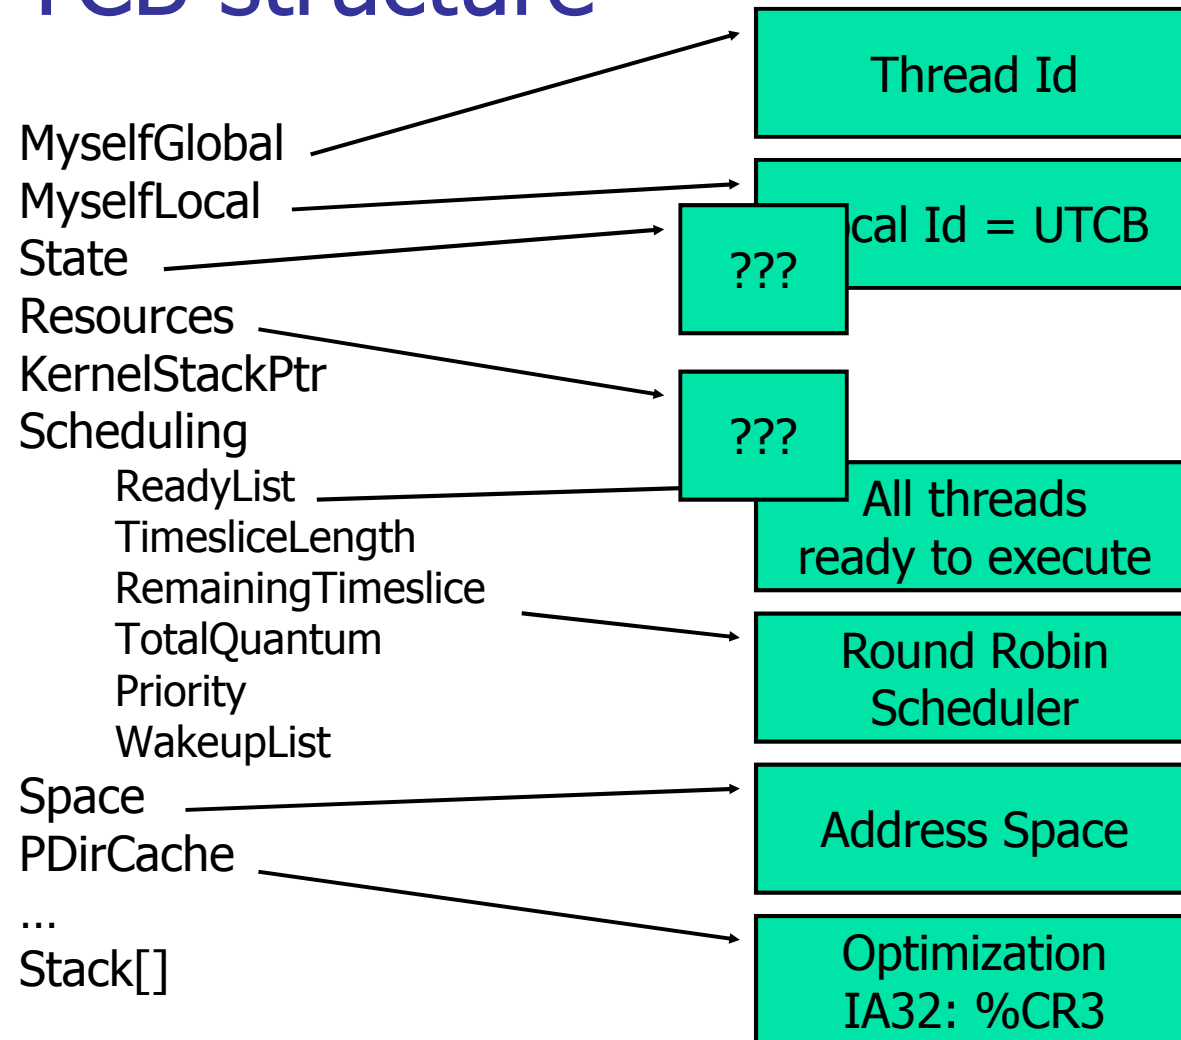 TCB structure
MyselfGlobal
MyselfLocal
State
Resources
KernelStackPtr
Scheduling
ReadyList
TimesliceLength
RemainingTimeslice
TotalQuantum
Priority
WakeupList
Space
PDirCache
…
Stack[]
Thread Id
cal Id = UTCB
???
???
All threads
ready to execute
Round Robin
Scheduler
Address Space
Optimization
IA32: %CR3